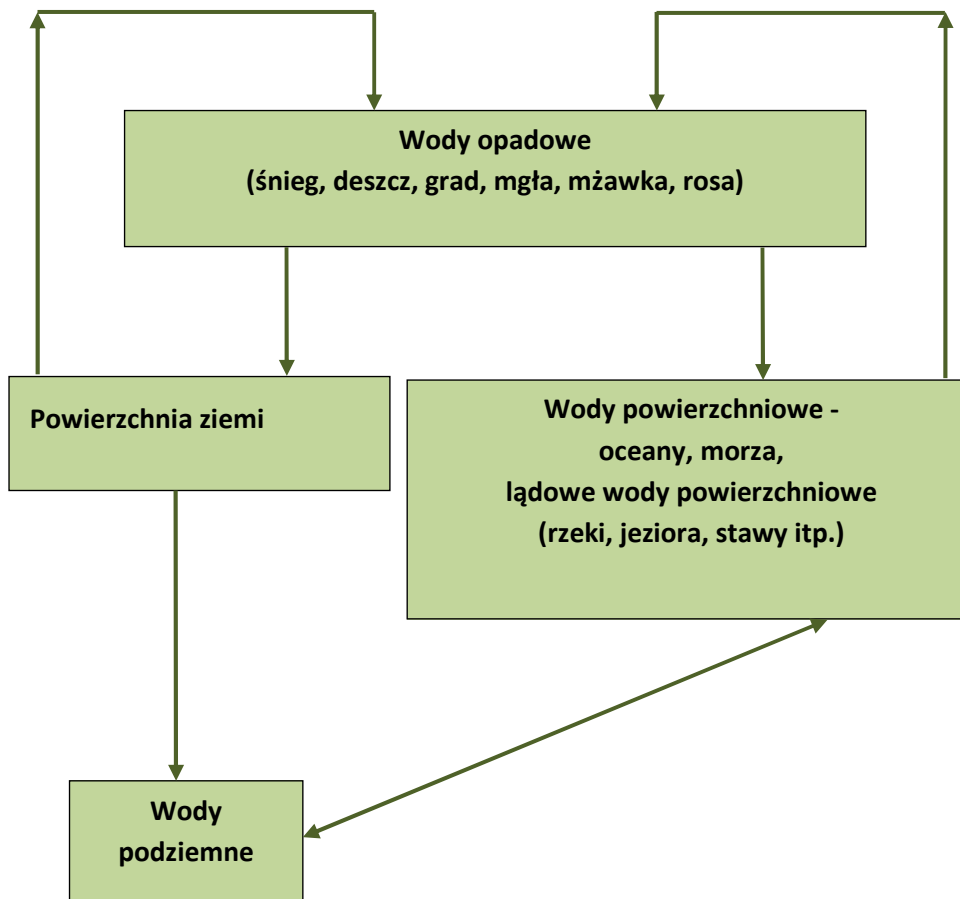 Wody opadowe
(śnieg, deszcz, grad, mgła, mżawka, rosa)
Powierzchnia ziemi
Wody powierzchniowe -
oceany, morza,
lądowe wody powierzchniowe
(rzeki, jeziora, stawy itp.)
Wody
podziemne